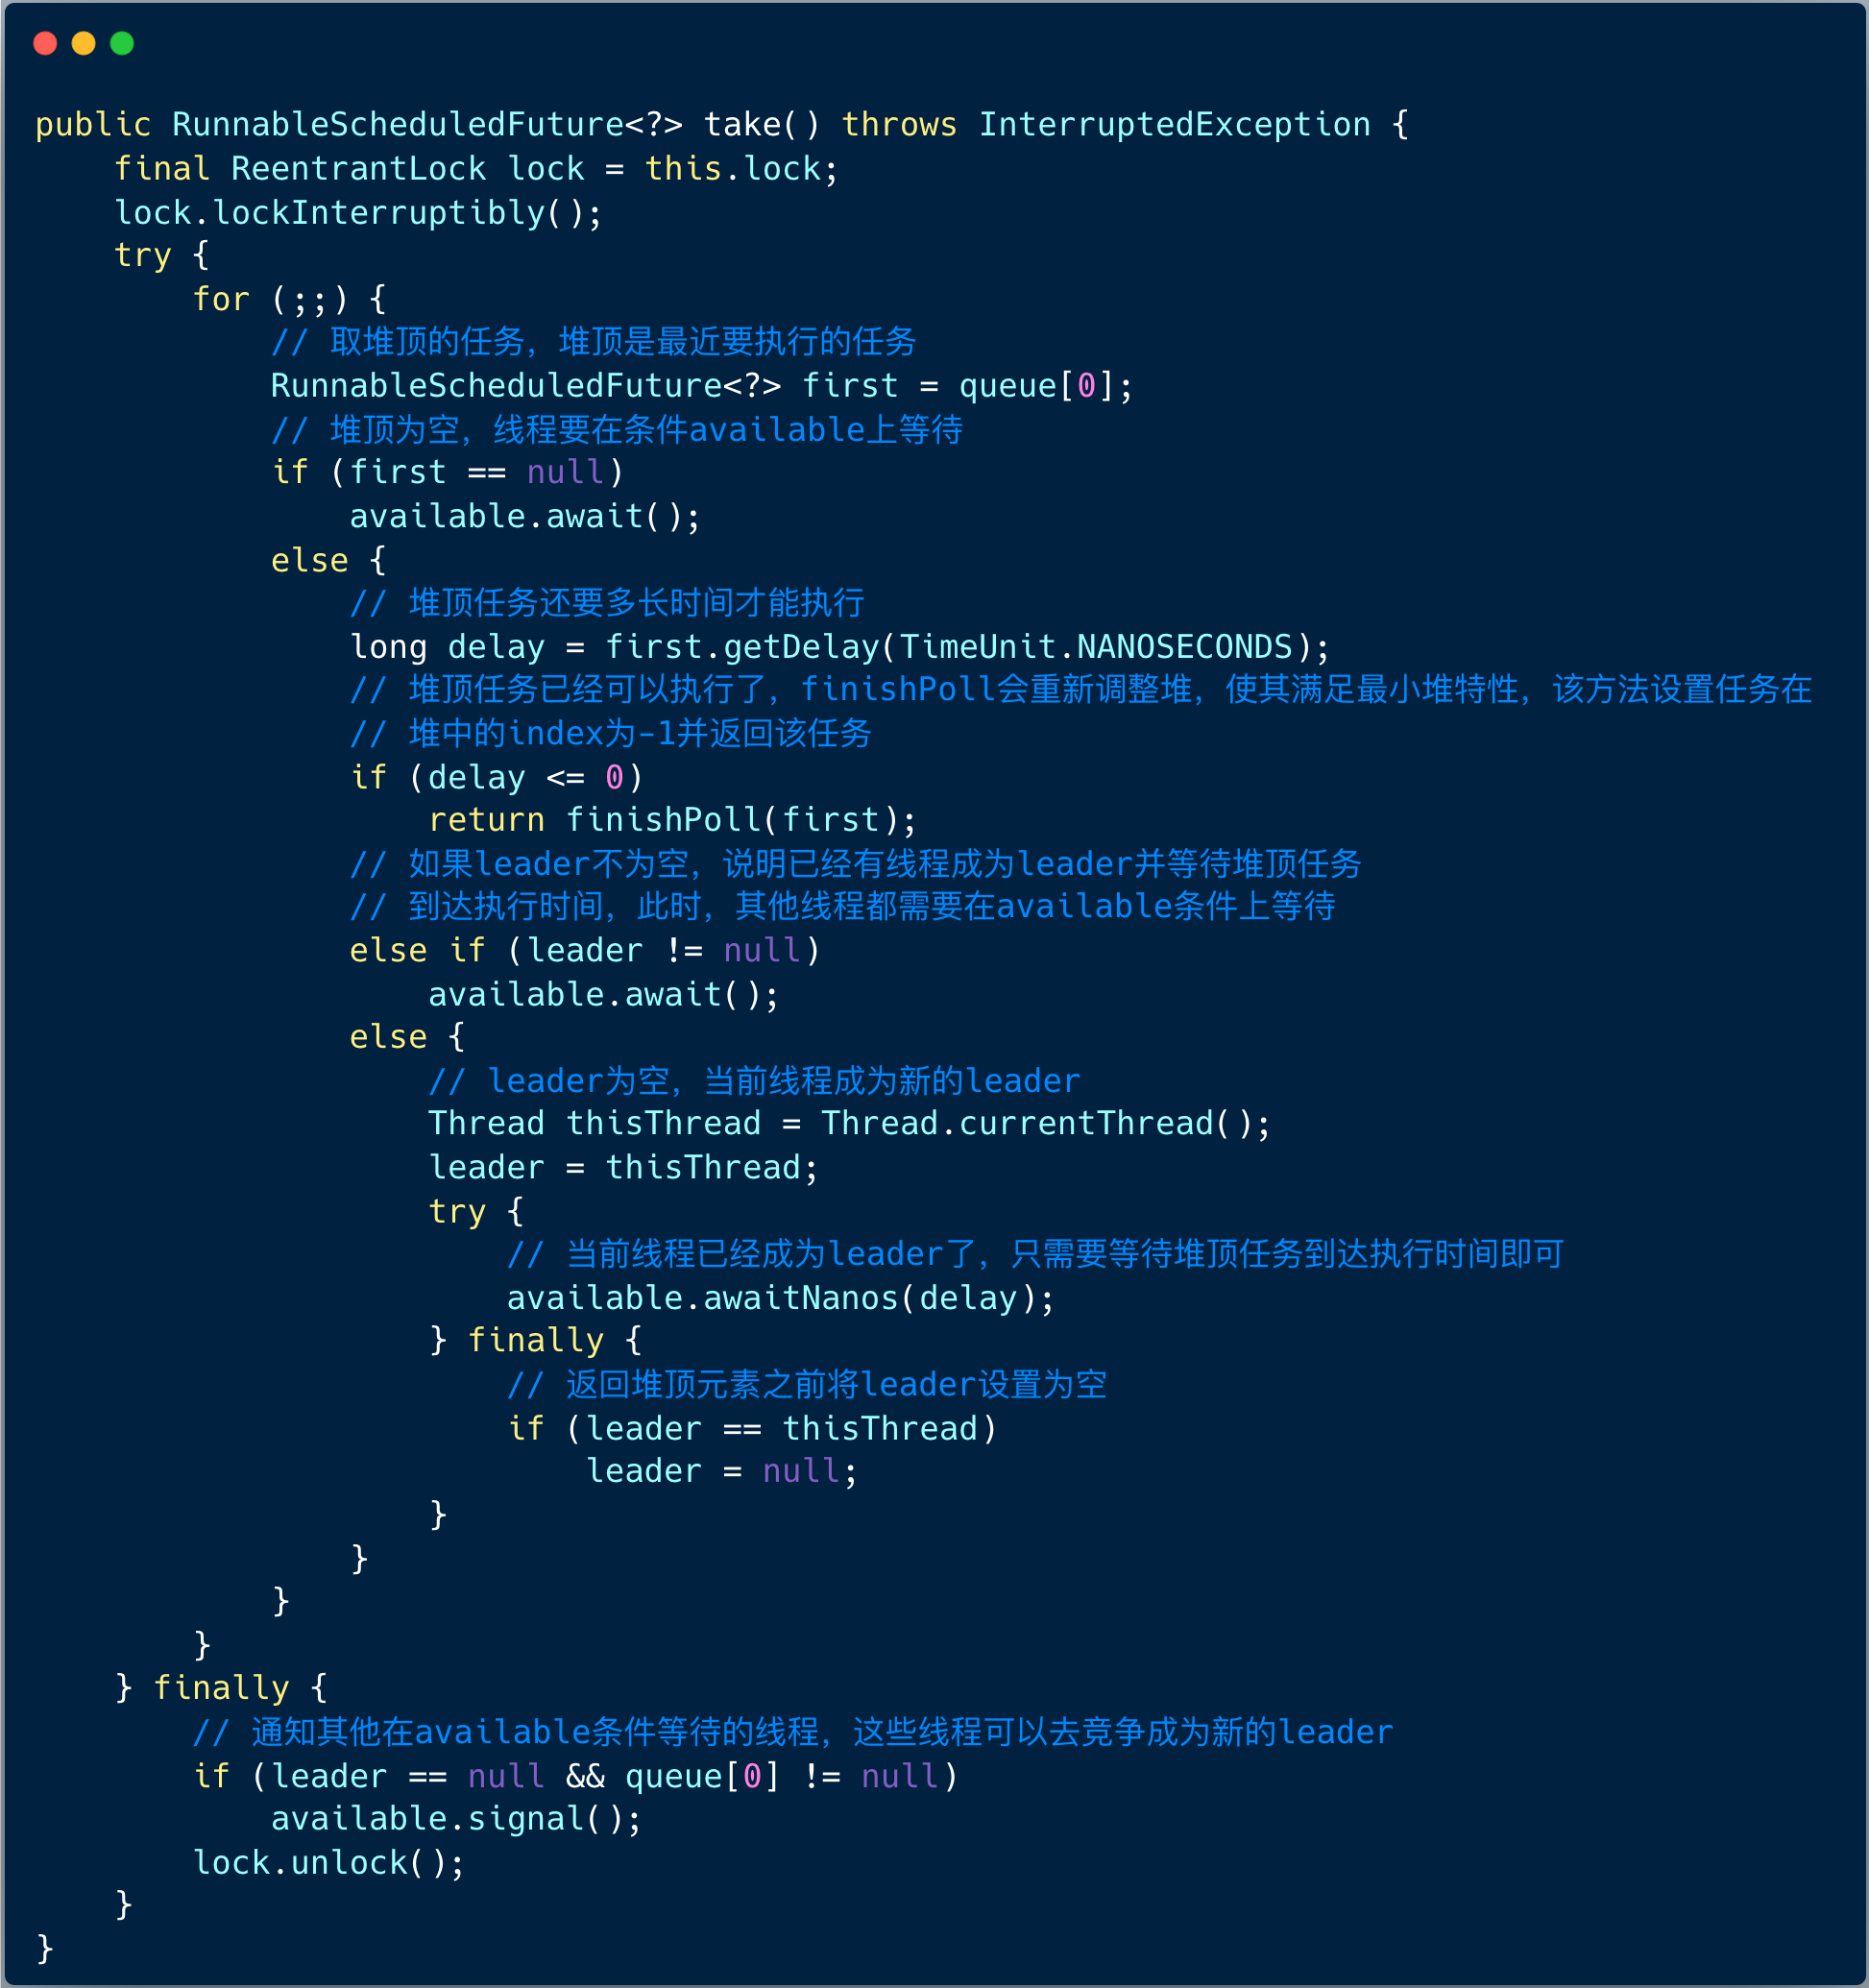 public RunnableScheduledFuture<?> take() throws InterruptedException {
    final ReentrantLock lock = this.lock;
    lock.lockInterruptibly();
    try {
        for (;;) {
            // 取堆顶的任务，堆顶是最近要执行的任务
            RunnableScheduledFuture<?> first = queue[0];
            // 堆顶为空，线程要在条件available上等待
            if (first == null)
                available.await();
            else {
                // 堆顶任务还要多长时间才能执行
                long delay = first.getDelay(TimeUnit.NANOSECONDS);
                // 堆顶任务已经可以执行了，finishPoll会重新调整堆，使其满足最小堆特性，该方法设置任务在
                // 堆中的index为-1并返回该任务
                if (delay <= 0)
                    return finishPoll(first);
                // 如果leader不为空，说明已经有线程成为leader并等待堆顶任务
                // 到达执行时间，此时，其他线程都需要在available条件上等待
                else if (leader != null)
                    available.await();
                else {
                    // leader为空，当前线程成为新的leader
                    Thread thisThread = Thread.currentThread();
                    leader = thisThread;
                    try {
                        // 当前线程已经成为leader了，只需要等待堆顶任务到达执行时间即可
                        available.awaitNanos(delay);
                    } finally {
                        // 返回堆顶元素之前将leader设置为空
                        if (leader == thisThread)
                            leader = null;
                    }
                }
            }
        }
    } finally {
        // 通知其他在available条件等待的线程，这些线程可以去竞争成为新的leader
        if (leader == null && queue[0] != null)
            available.signal();
        lock.unlock();
    }
}